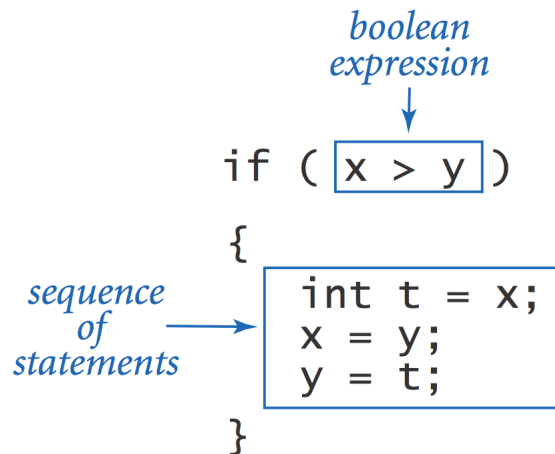 boolean
expression
if ( x > y )
{
sequence
of
statements
int t = x;
x = y;
y = t;
}